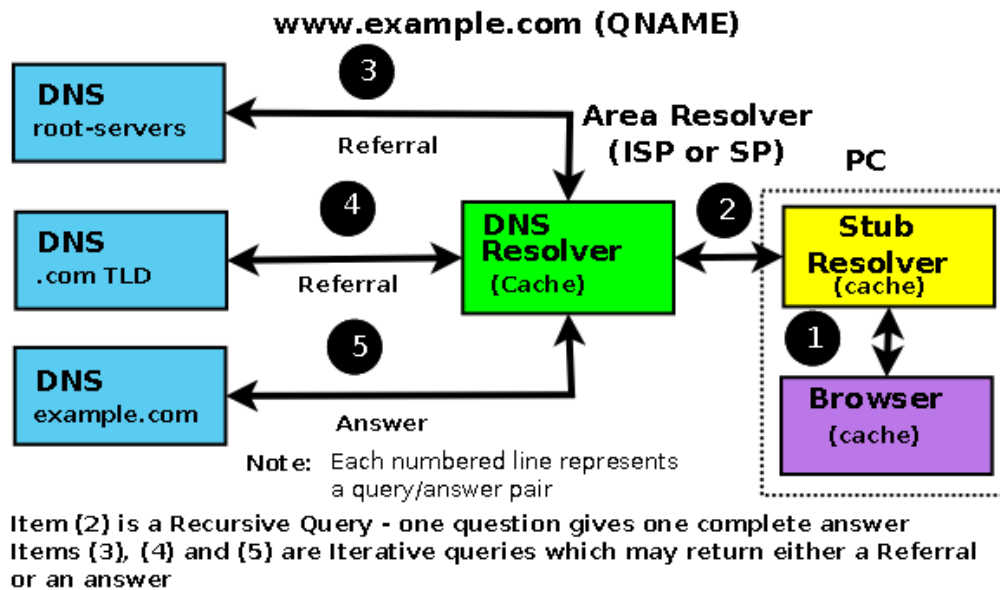 www.example.com (QNAME)
3
DNS
root-servers
Referral
Area Resolver
(ISP or SP)
PC
4
2
DNS
.com TLD
Referral
DNS
Resolver
(Cache)
Stub
Resolver
(cache)
1
5
DNS
example.com
Answer
Browser
(cache)
Note: Each numbered line represents
a query/answer pair
Item (2) is a Recursive Query - one question gives one complete answer
Items (3), (4) and (5) are Iterative queries which may return either a Referral
or an answer